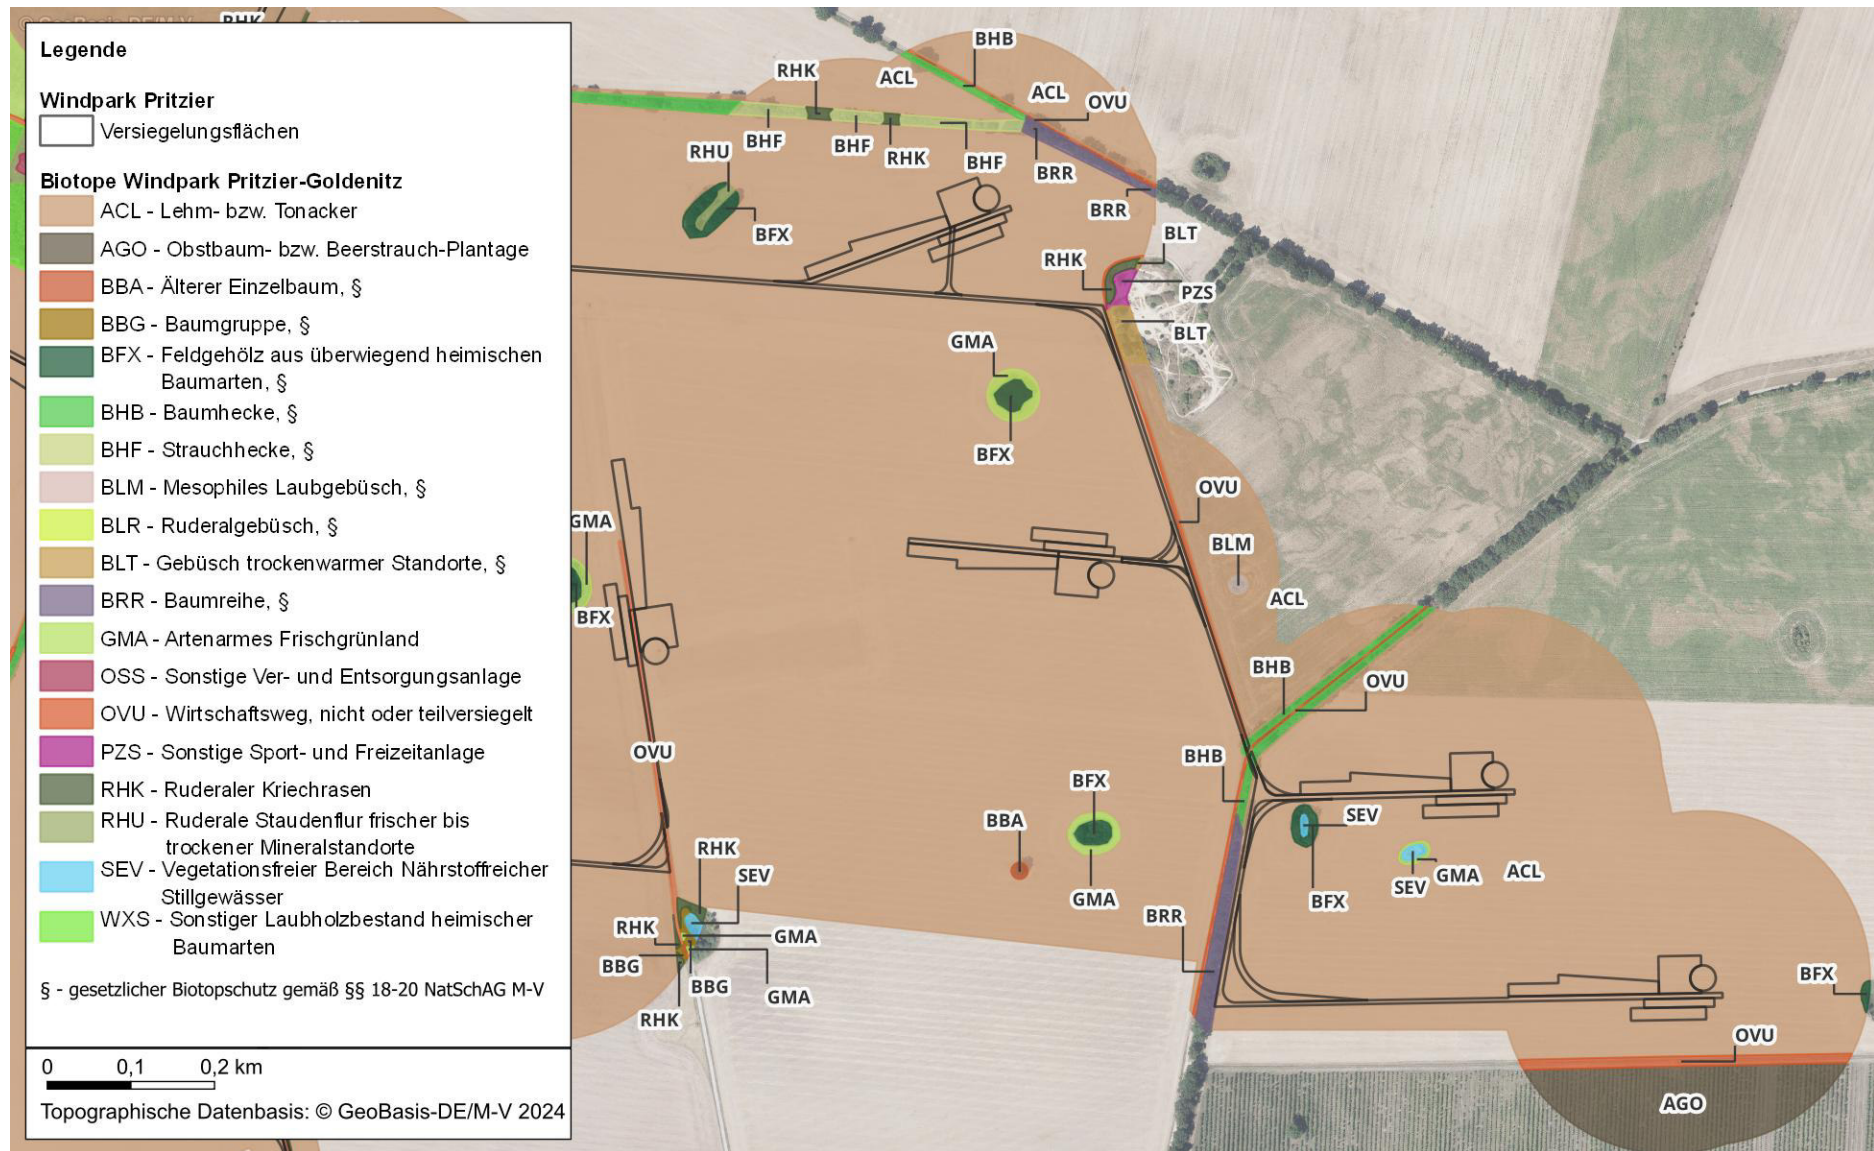 © GeoBasis-DE/M-V
RHK
Legende
Windpark Pritzier
Versiegelungsflächen
Biotope Windpark Pritzier-Goldenitz
ACL - Lehm- bzw. Tonacker
AGO - Obstbaum- bzw. Beerstrauch-Plantage
BBA - Älterer Einzelbaum, §
BBG - Baumgruppe, §
BFX - Feldgehölz aus überwiegend heimischen
Baumarten, §
BHB - Baumhecke, §
BHF - Strauchhecke, §
BLM - Mesophiles Laubgebüsch, §
BLR - Ruderalgebüsch, §
BLT - Gebüsch trockenwarmer Standorte, §
BRR - Baumreihe, §
GMA - Artenarmes Frischgrünland
OSS - Sonstige Ver- und Entsorgungsanlage
OVU - Wirtschaftsweg, nicht oder teilversiegelt
PZS - Sonstige Sport- und Freizeitanlage
RHK - Ruderaler Kriechrasen
RHU - Ruderale Staudenflur frischer bis
trockener Mineralstandorte
SEV - Vegetationsfreier Bereich Nährstoffreicher
Stillgewässer
WXS - Sonstiger Laubholzbestand heimischer
Baumarten
§ - gesetzlicher Biotopschutz gemäß §§ 18-20 NatSchAG M-V
0 0,1 0,2 km
Topographische Datenbasis: © GeoBasis-DE/M-V 2024
BHB
RHK
ACL
ACL
OVU
BHF
BHF
RHK
BHF
RHU
BRR
BRR
BFX
BLT
RHK
PZS
BLT
GMA
BFX
OVU
GMA
BLM
ACL
BFX
BHB
OVU
OVU
BHB
BFX
BBA
SEV
RHK
SEV
GMA
ACL
SEV
BFX
GMA
BRR
RHK
GMA
BBG
BBG
GMA
BFX
RHK
OVU
AGO